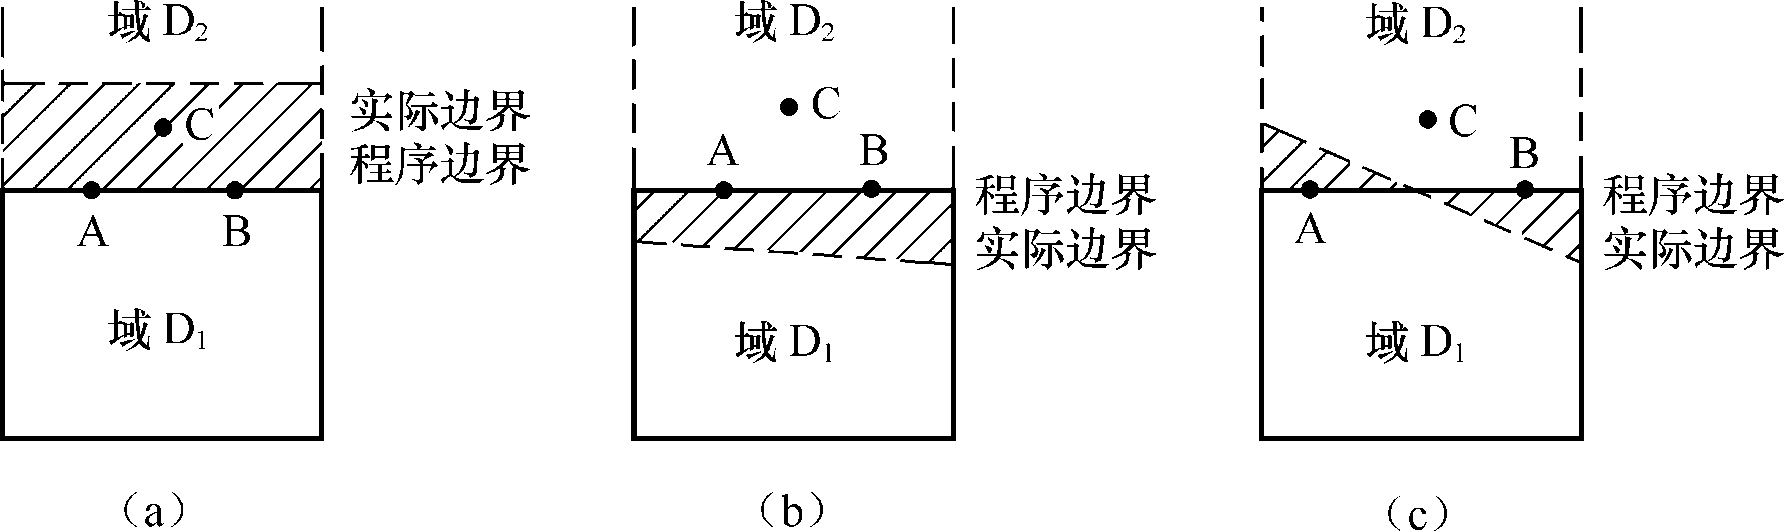 域 D₂
C
实际边界
程序边界
A
B
域 D₁
(a)
域 D₂
C
A
B
程序边界
实际边界
域 D₁
(b)
域 D₂
C
B
A
程序边界
实际边界
域 D₁
(c)